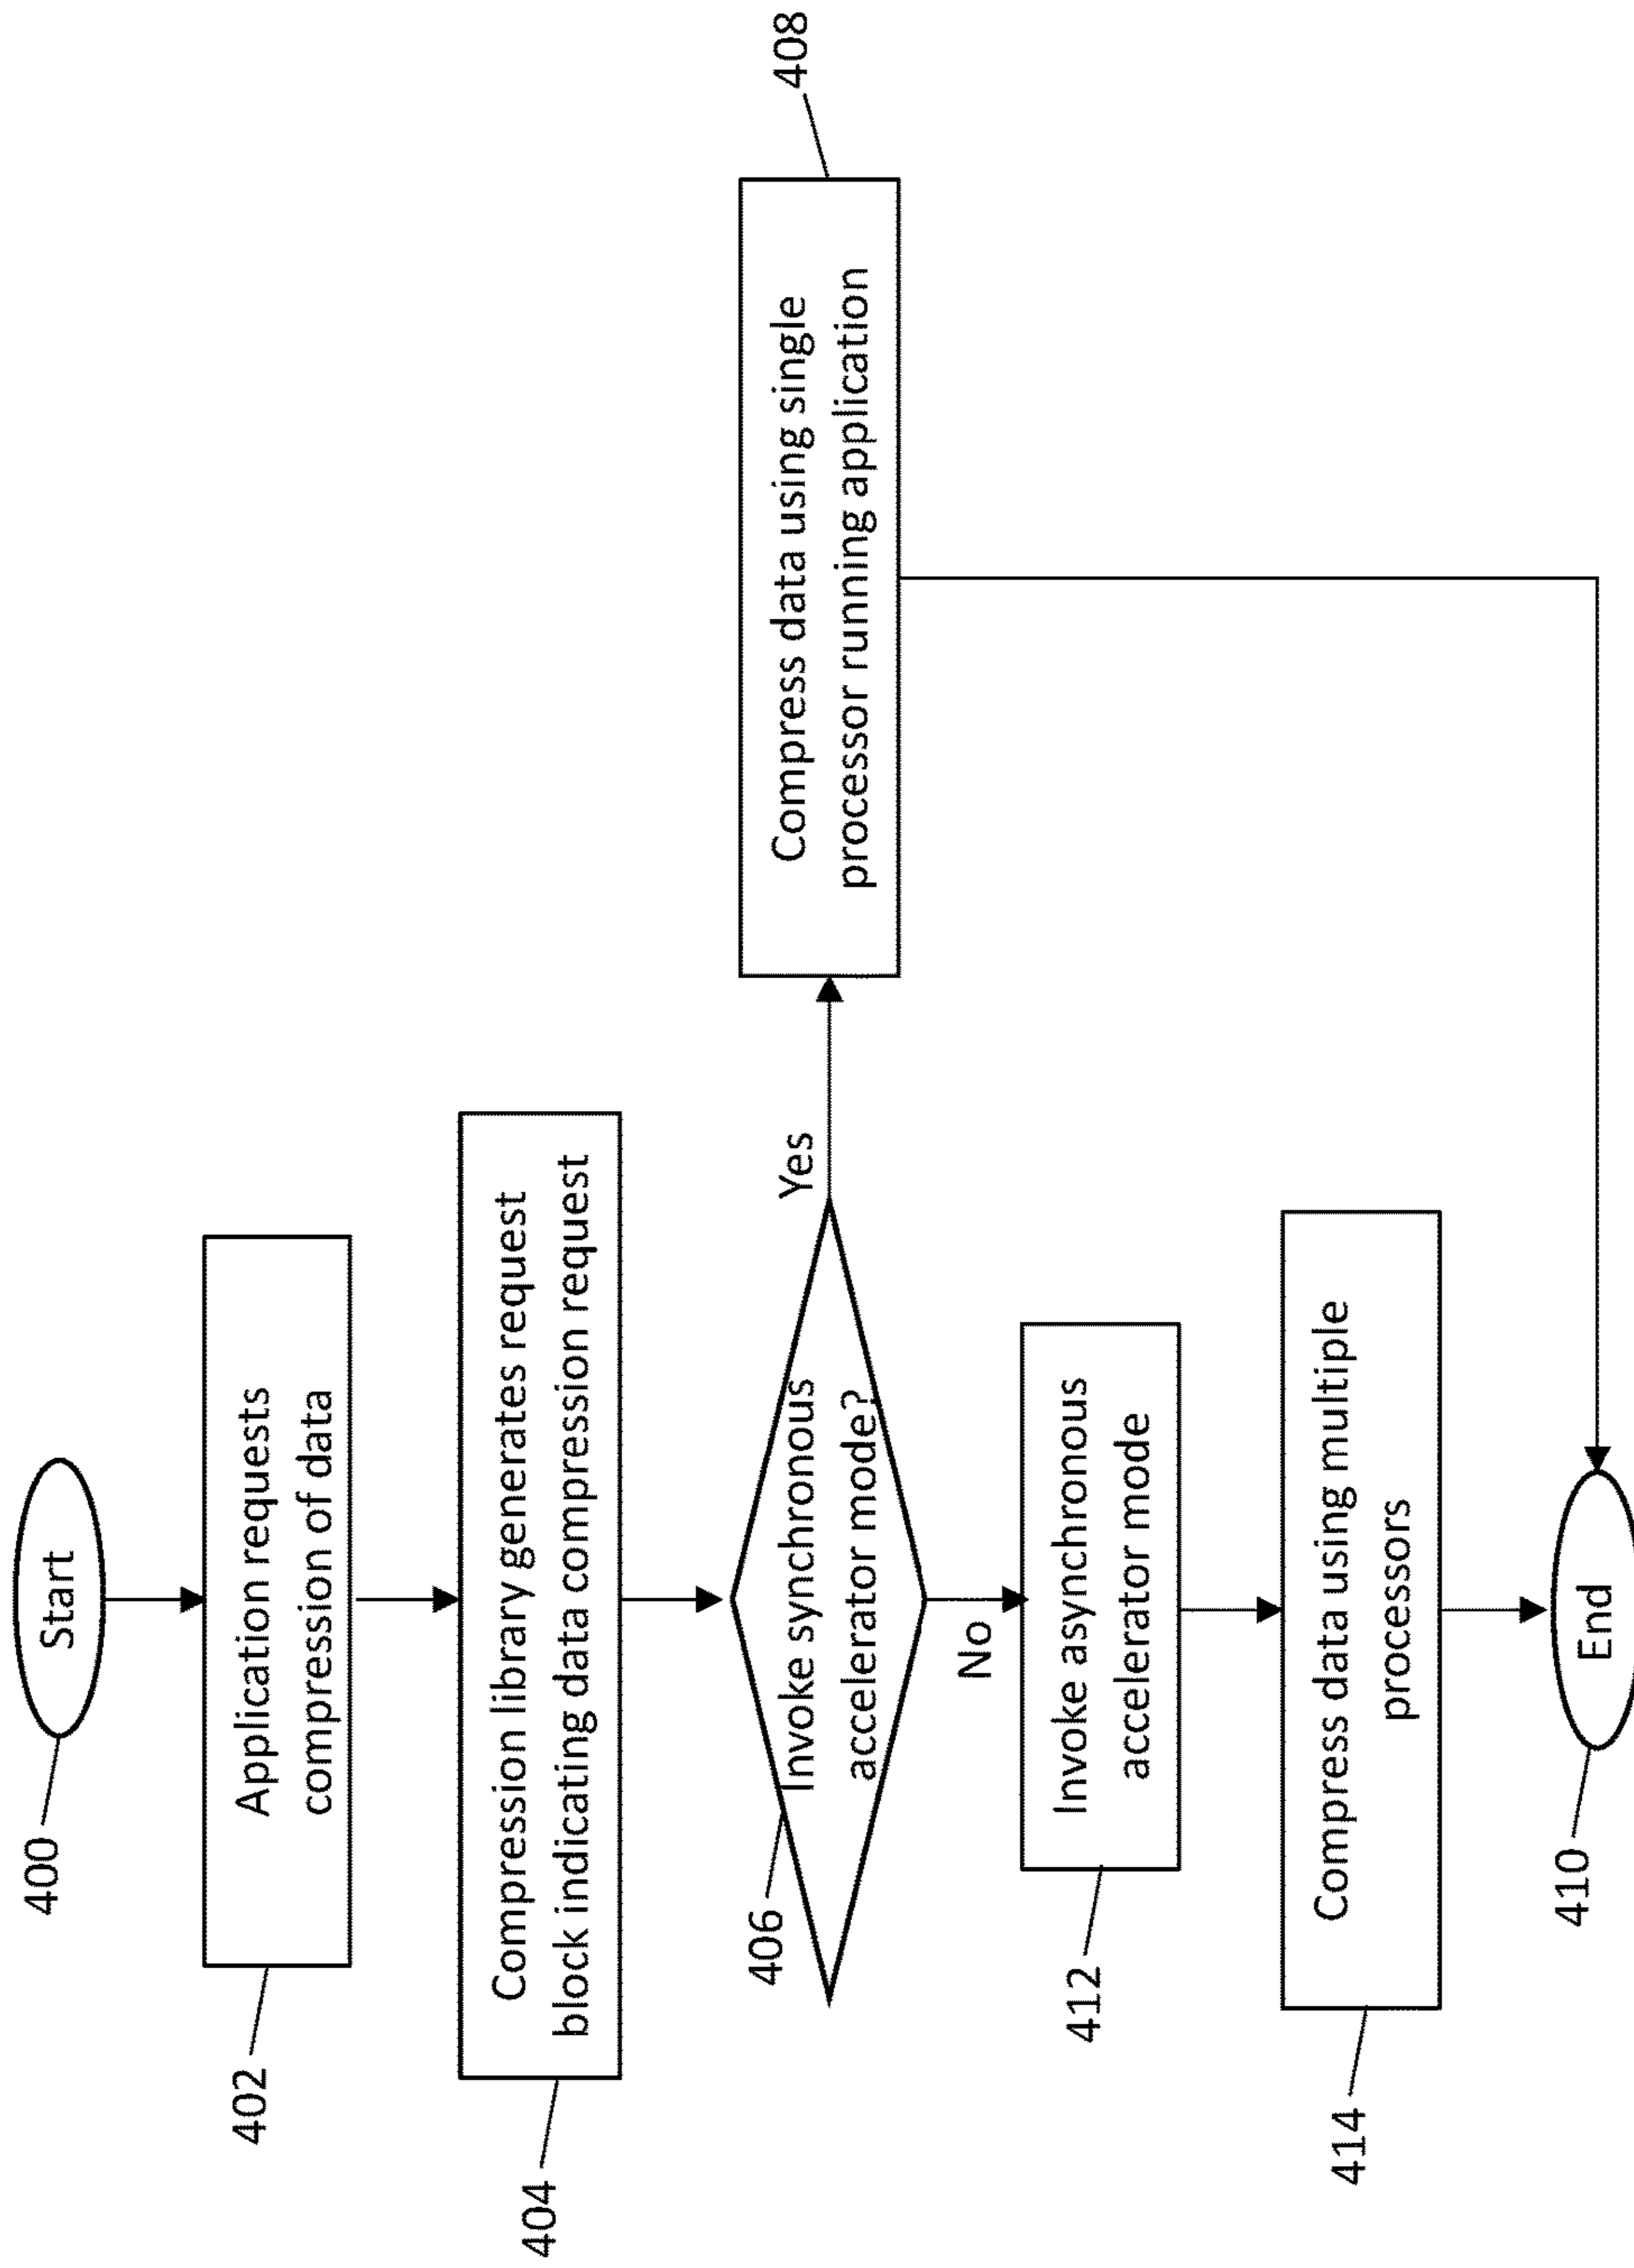 400
Start
402
Application requests
compression of data
404
Compression library generates request
block indicating data compression request
406
Invoke synchronous
accelerator mode?
Yes
408
Compress data using single
processor running application
No
412
Invoke asynchronous
accelerator mode
414
Compress data using multiple
processors
410
End